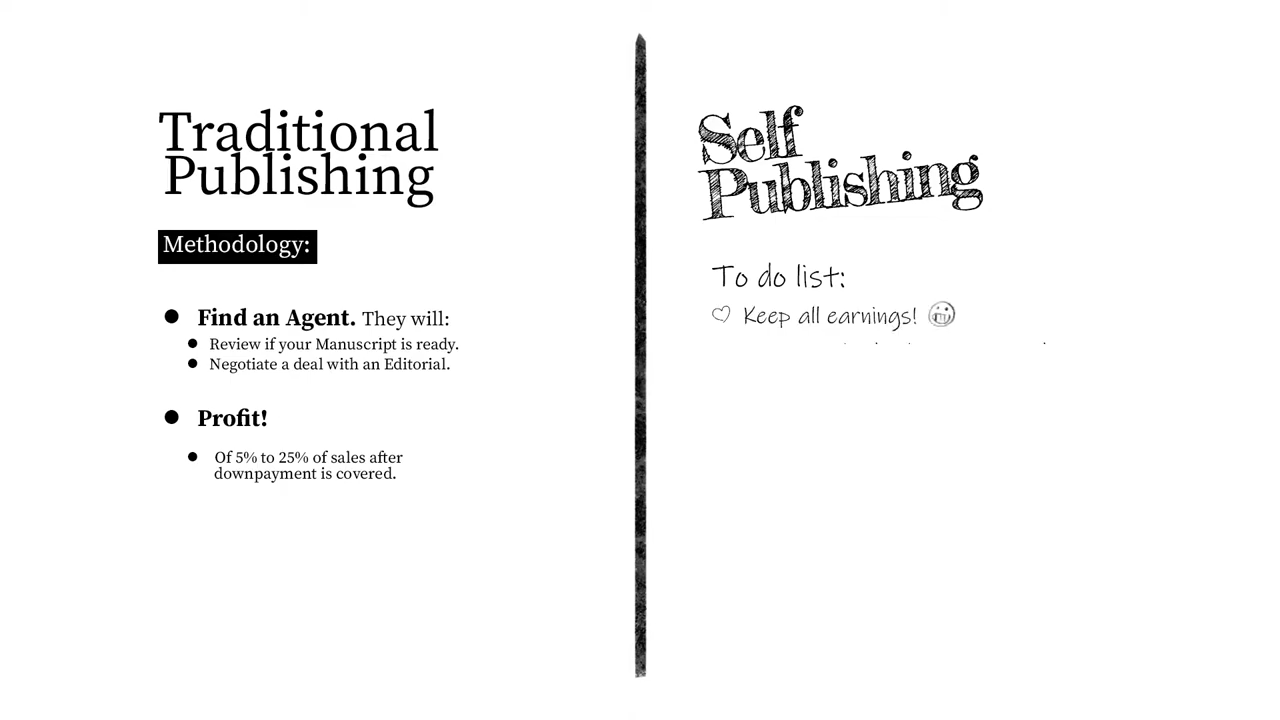 Traditional
Publishing
Methodology:
Find an Agent. They will:
Review if your Manuscript is ready.
Negotiate a deal with an Editorial.
Profit!
Of 5% to 25% of sales after
downpayment is covered.
Self
Publishing
To do list:
Keep all earnings!